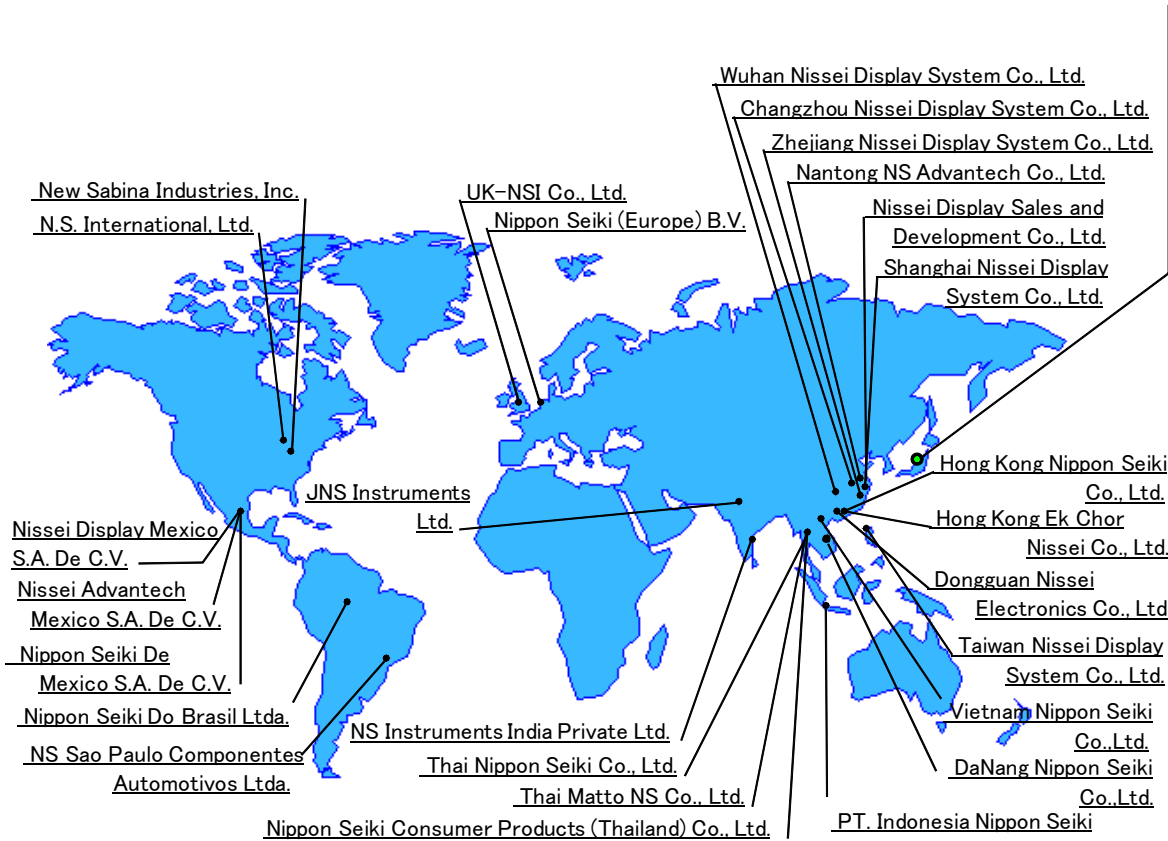 Wuhan Nissei Display System Co., Ltd.
Changzhou Nissei Display System Co., Ltd.
Zhejiang Nissei Display System Co., Ltd.
Nantong NS Advantech Co., Ltd.
Nissei Display Sales and
Development Co., Ltd.
Shanghai Nissei Display
System Co., Ltd.
New Sabina Industries, Inc.
N.S. International, Ltd.
UK-NSI Co., Ltd.
Nippon Seiki (Europe) B.V.
JNS Instruments
Ltd.
Hong Kong Nippon Seiki
Co., Ltd.
Hong Kong Ek Chor
Nissei Co., Ltd.
Dongguan Nissei
Electronics Co., Ltd
Taiwan Nissei Display
System Co., Ltd.
Vietnam Nippon Seiki
Co.,Ltd.
DaNang Nippon Seiki
Co.,Ltd.
PT. Indonesia Nippon Seiki
Nissei Display Mexico
S.A. De C.V.
Nissei Advantech
Mexico S.A. De C.V.
Nippon Seiki De
Mexico S.A. De C.V.
Nippon Seiki Do Brasil Ltda.
NS Sao Paulo Componentes
Automotivos Ltda.
NS Instruments India Private Ltd.
Thai Nippon Seiki Co., Ltd.
Thai Matto NS Co., Ltd.
Nippon Seiki Consumer Products (Thailand) Co., Ltd.